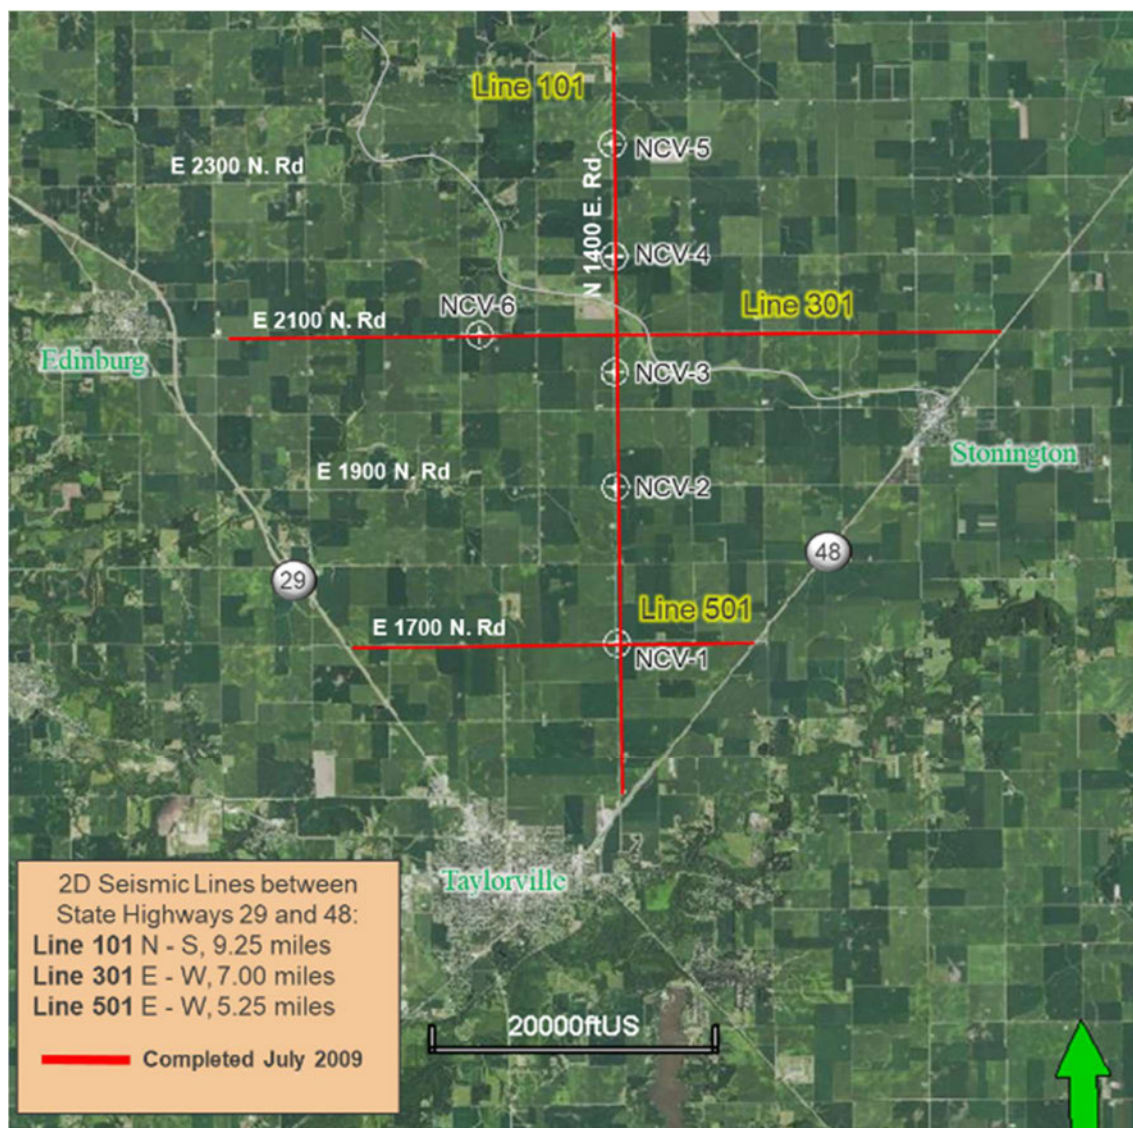 Line 101
NCV-5
E 2300 N. Rd
N 1400 E. Rd
NCV-4
NCV-6
Line 301
E 2100 N. Rd
Edinburg
NCV-3
Stonington
E 1900 N. Rd
NCV-2
48
29
Line 501
E 1700 N. Rd
NCV-1
Taylorville
2D Seismic Lines between
State Highways 29 and 48:
Line 101 N - S, 9.25 miles
Line 301 E - W, 7.00 miles
Line 501 E - W, 5.25 miles
Completed July 2009
20000ftUS